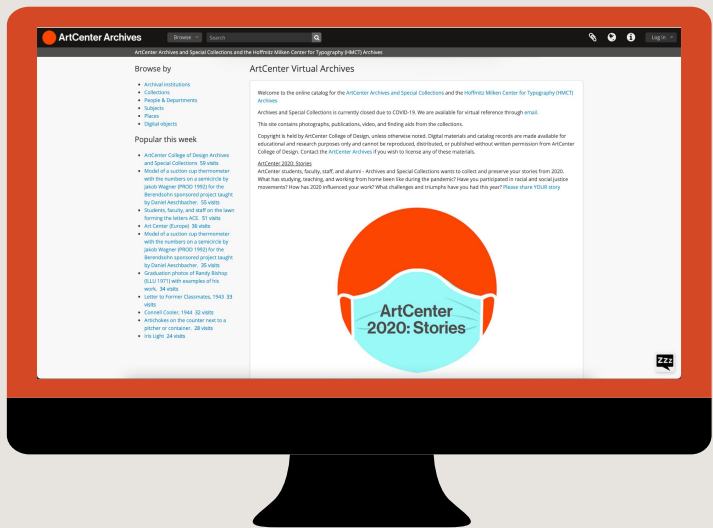 ArtCenter Archives
Browse
Search
Log in
ArtCenter Archives and Special Collections and the Hoffmitz Milken Center for Typography (HMCT) Archives
Browse by
Archival institutions
Collections
People & Departments
Subjects
Places
Digital objects
Popular this week
ArtCenter College of Design Archives
and Special Collections 59 visits
Model of a suction cup thermometer
with the numbers on a semicircle by
Jakob Wagner (PROD 1992) for the
Berendsohn sponsored project taught
by Daniel Aeschbacher, 55 visits
Students, faculty, and staff on the lawn
forming the letters ACE. 51 visits
Art Center (Europe) 36 visits
Model of a suction cup thermometer
with the numbers on a semicircle by
Jakob Wagner (PROD 1992) for the
Berendsohn sponsored project taught
by Daniel Aeschbacher, 35 visits
Graduation photos of Randy Bishop
(ILLU 1971) with examples of his
work, 34 visits
Letter to Former Classmates, 1943 33
visits
Connell Cooler, 1944 32 visits
Artichokes on the counter next to a
pitcher or container. 28 visits
Iris Light 24 visits
ArtCenter Virtual Archives
Welcome to the online catalog for the ArtCenter Archives and Special Collections and the Hoffmitz Milken Center for Typography (HMCT)
Archives
Archives and Special Collections is currently closed due to COVID-19. We are available for virtual reference through email.
This site contains photographs, publications, video, and finding aids from the collections.
Copyright is held by ArtCenter College of Design, unless otherwise noted. Digital materials and catalog records are made available for
educational and research purposes only and cannot be reproduced, distributed, or published without written permission from ArtCenter
College of Design. Contact the ArtCenter Archives if you wish to license any of these materials.
ArtCenter 2020: Stories
ArtCenter students, faculty, staff, and alumni - Archives and Special Collections wants to collect and preserve your stories from 2020.
What has studying, teaching, and working from home been like during the pandemic? Have you participated in racial and social justice
movements? How has 2020 influenced your work? What challenges and triumphs have you had this year? Please share YOUR story
ArtCenter
2020: Stories
Zzz